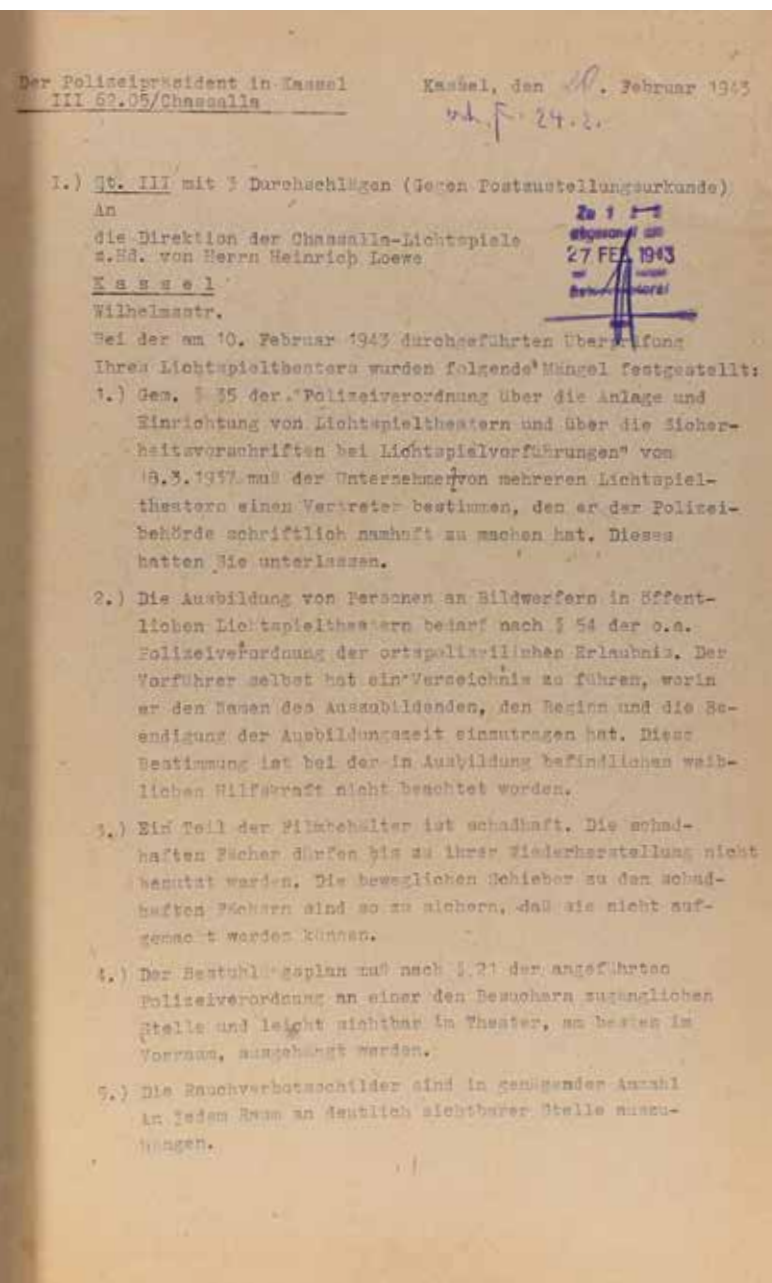 Der Polizeipräsident in Kassel
III 62.05/Chassalla
Kassel, den 20. Februar 1943
24.2.
I.) St. III mit 3 Durchschlägen (Gegen Postzustellungsurkunde)
An
die Direktion der Chassalla-Lichtspiele
z.Hd. von Herrn Heinrich Loewe
Kassel
Wilhelmsstr.
27 FEB. 1943
Bei der am 10. Februar 1943 durchgeführten Überprüfung
Ihres Lichtspieltheaters wurden folgende Mängel festgestellt:
1.) Gem. § 35 der "Polizeiverordnung über die Anlage und
Einrichtung von Lichtspieltheatern und über die Sicher-
heitsvorschriften bei Lichtspielvorführungen" vom
18.3.1937 muß der Unternehmer von mehreren Lichtspiel-
theatern einen Vertreter bestimmen, den er der Polizei-
behörde schriftlich namhaft zu machen hat. Dieses
hatten Sie unterlassen.
2.) Die Ausbildung von Personen an Bildwerfern in öffent-
lichen Lichtspieltheatern bedarf nach § 54 der o.a.
Polizeiverordnung der ortspolizeilichen Erlaubnis. Der
Vorführer selbst hat ein Verzeichnis zu führen, worin
er den Namen des Auszubildenden, den Beginn und die Be-
endigung der Ausbildungszeit einzutragen hat. Diese
Bestimmung ist bei der in Ausbildung befindlichen weib-
lichen Hilfskraft nicht beachtet worden.
3.) Ein Teil der Filmbehälter ist schadhaft. Die schad-
haften Fächer dürfen bis zu ihrer Wiederherstellung nicht
benutzt werden. Die beweglichen Schieber zu den schad-
haften Fächern sind so zu sichern, daß sie nicht auf-
gemacht werden können.
4.) Der Bestuhlungsplan muß nach § 21 der angeführten
Polizeiverordnung an einer den Besuchern zugänglichen
Stelle und leicht sichtbar im Theater, am besten im
Vorraum, ausgehängt werden.
5.) Die Rauchverbotsschilder sind in genügender Anzahl
in jedem Raum an deutlich sichtbarer Stelle auszu-
hängen.